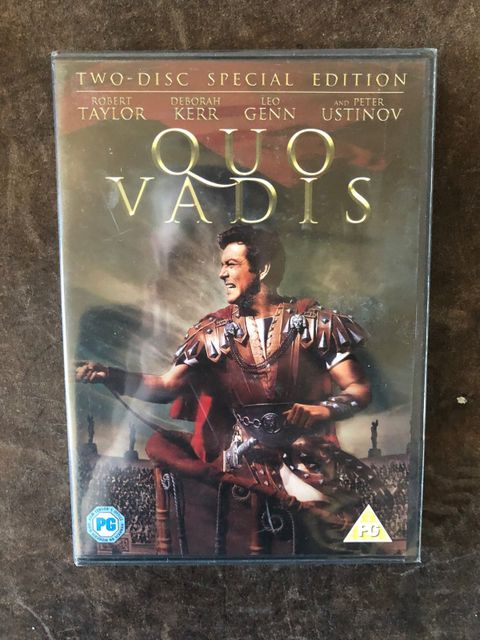 TWO-DISC SPECIAL EDITION
ROBERT TAYLOR
DEBORAH KERR
LEO GENN
AND PETER USTINOV
QUO
VADIS
PG
PG